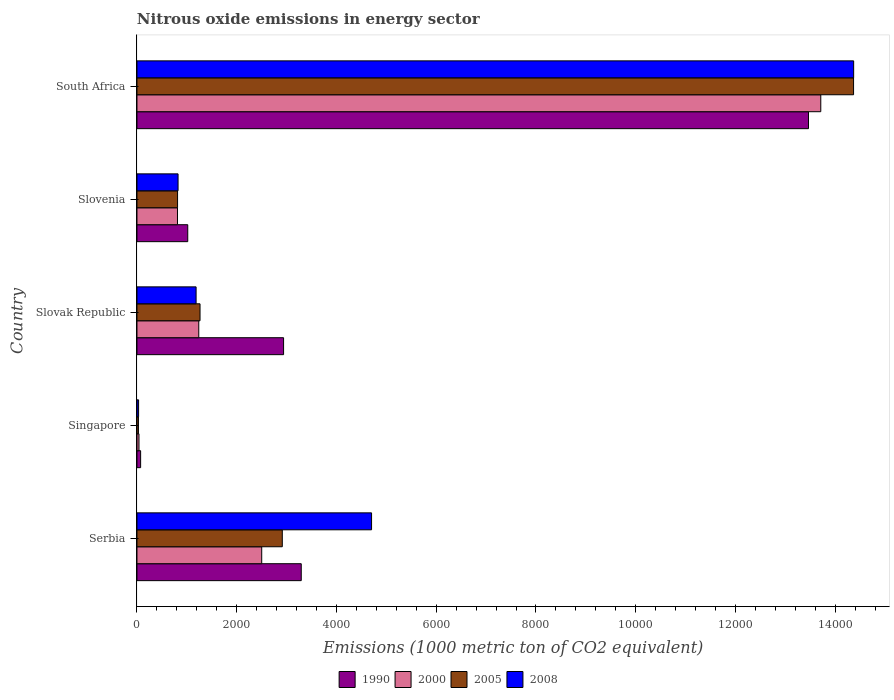 Nitrous oxide emissions in energy sector
South Africa
Slovenia
Slovak Republic
Singapore
Serbia
Country
0 2000 4000 6000 8000 10000 12000 14000
Emissions (1000 metric ton of CO2 equivalent)
1990 2000 2005 2008